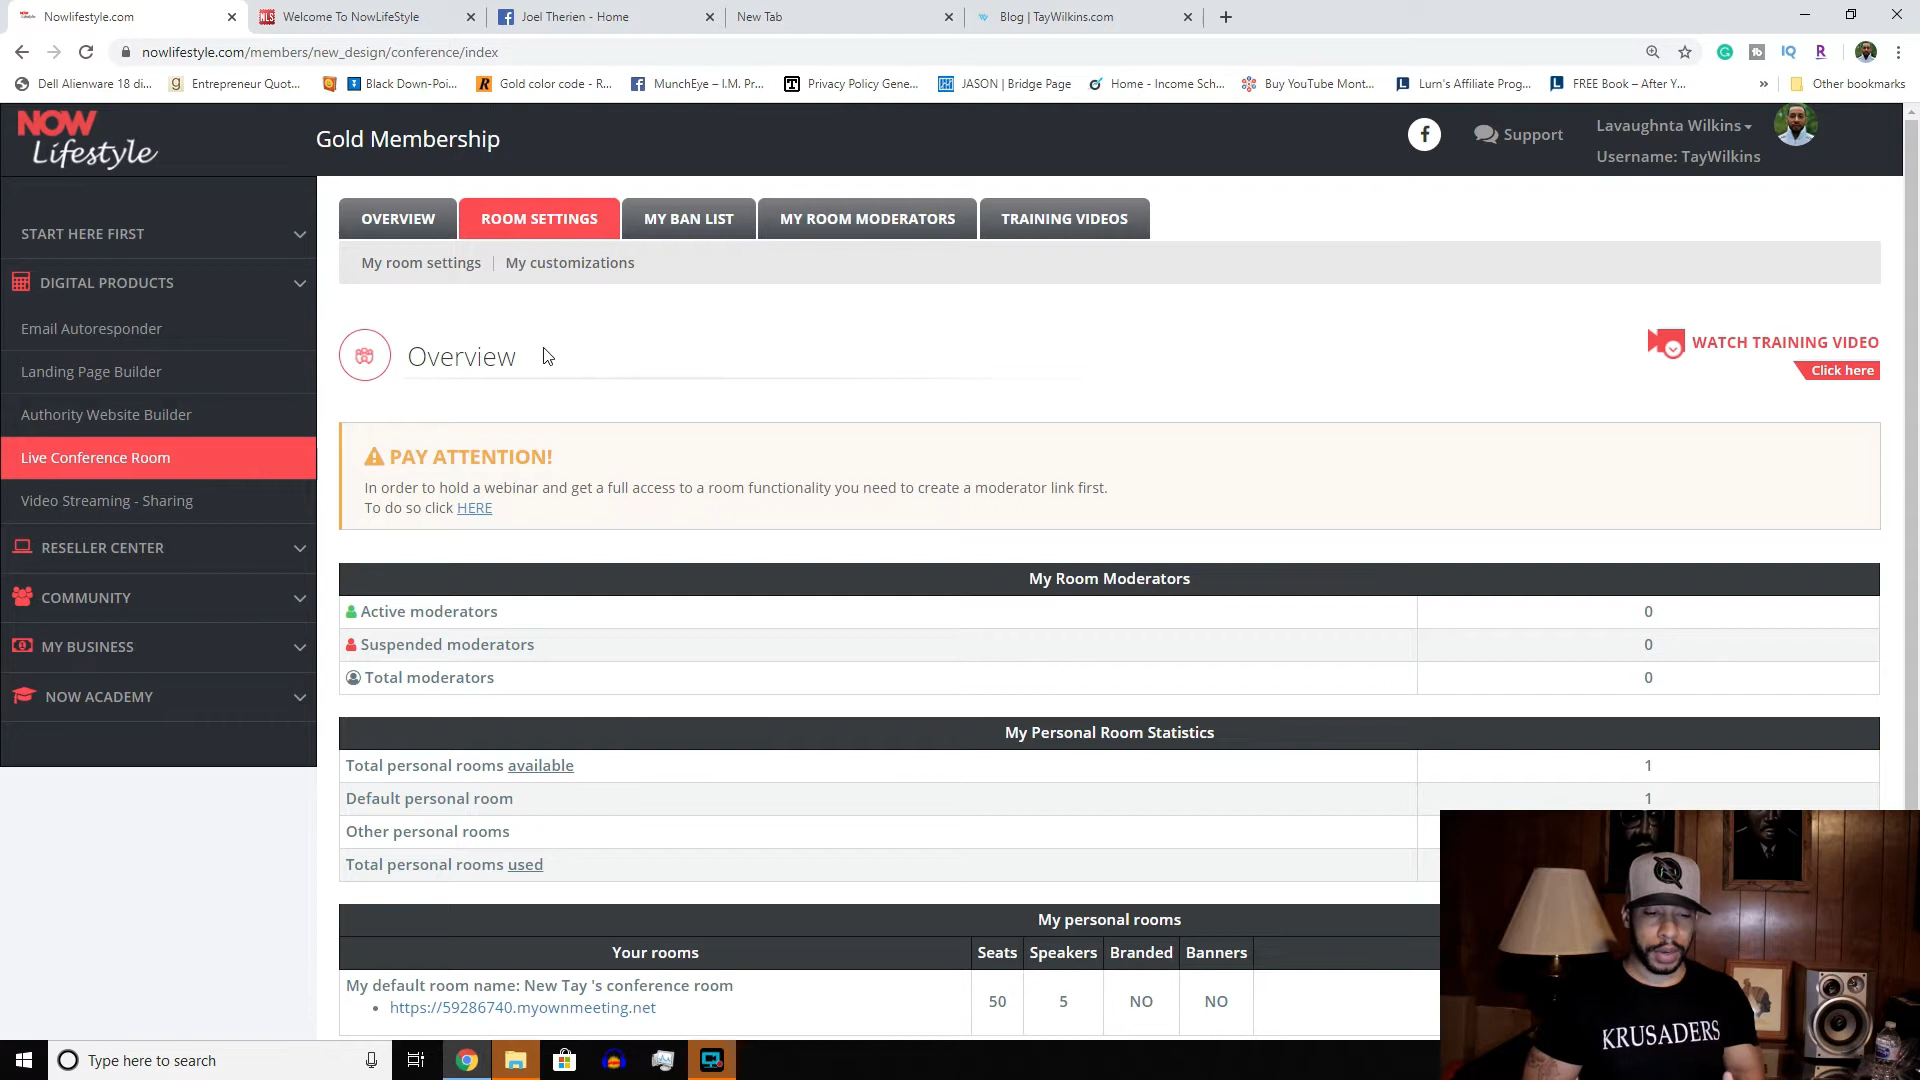 Nowlifestyle.com
Welcome To NowLifeStyle
Joel Therien - Home
New Tab
Blog | TayWilkins.com
nowlifestyle.com/members/new_design/conference/index
Dell Alienware 18 di...
Entrepreneur Quot...
Black Down-Poi...
Gold color code - R...
MunchEye – I.M. Pr...
Privacy Policy Gene...
JASON | Bridge Page
Home - Income Sch...
Buy YouTube Mont...
Lurn's Affiliate Prog...
FREE Book – After Y...
Other bookmarks
NOW
Lifestyle
Gold Membership
Support
Lavaughnta Wilkins
Username: TayWilkins
START HERE FIRST
DIGITAL PRODUCTS
Email Autoresponder
Landing Page Builder
Authority Website Builder
Live Conference Room
Video Streaming - Sharing
RESELLER CENTER
COMMUNITY
MY BUSINESS
NOW ACADEMY
OVERVIEW
ROOM SETTINGS
MY BAN LIST
MY ROOM MODERATORS
TRAINING VIDEOS
My room settings
My customizations
Overview
WATCH TRAINING VIDEO
Click here
PAY ATTENTION!
In order to hold a webinar and get a full access to a room functionality you need to create a moderator link first.
To do so click HERE
My Room Moderators
Active moderators 0
Suspended moderators 0
Total moderators 0
My Personal Room Statistics
Total personal rooms available 1
Default personal room 1
Other personal rooms
Total personal rooms used
My personal rooms
Your rooms Seats Speakers Branded Banners
My default room name: New Tay 's conference room
https://59286740.myownmeeting.net
50 5 NO NO
KRUSADERS
Type here to search